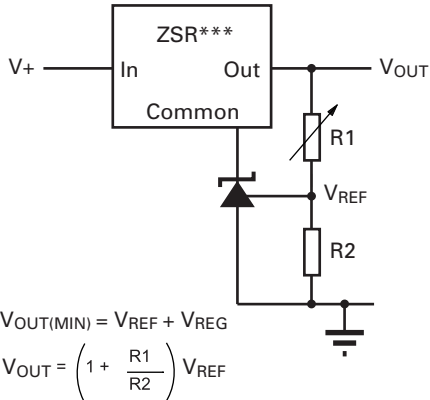 ZSR***
V+
In
Out
VOUT
Common
R1
VREF
R2
VOUT(MIN) = VREF + VREG
VOUT = (1 + R1/R2) VREF